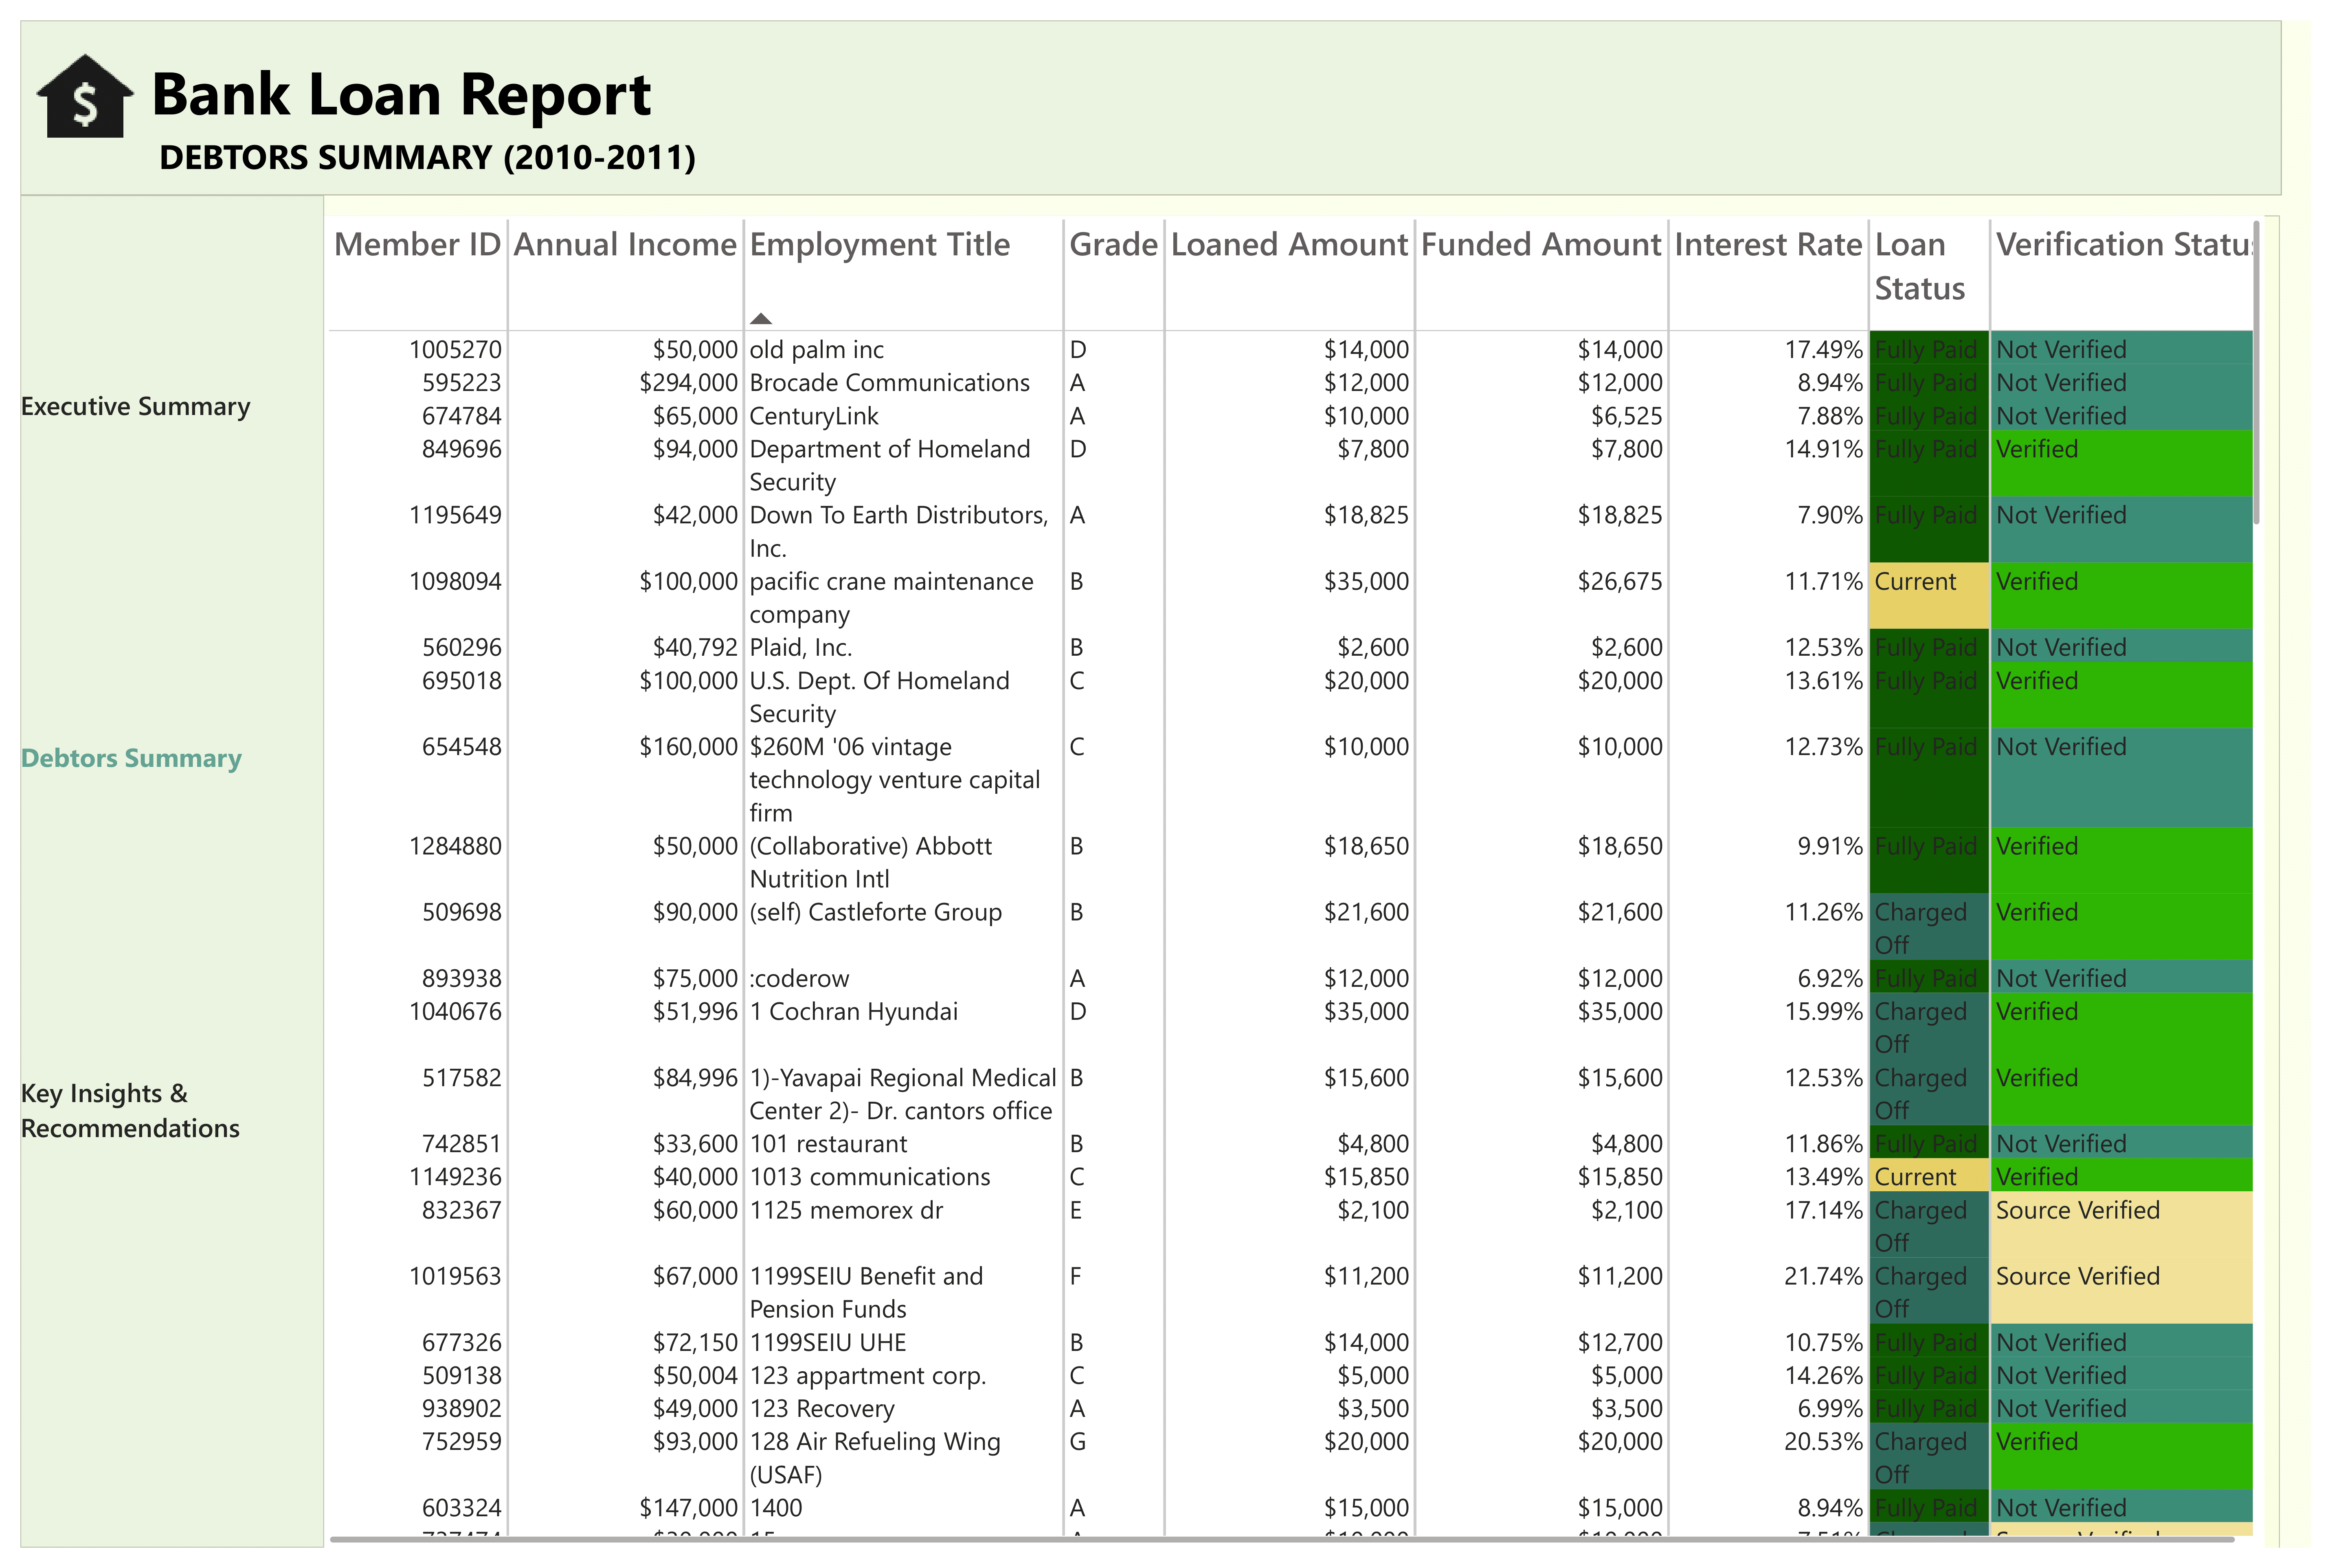 Bank Loan Report
DEBTORS SUMMARY (2010-2011)
Executive Summary
Debtors Summary
Key Insights &
Recommendations
Member ID Annual Income Employment Title Grade Loaned Amount Funded Amount Interest Rate Loan Verification Status
Status
1005270 $50,000 old palm inc D $14,000 $14,000 17.49% Fully Paid Not Verified
595223 $294,000 Brocade Communications A $12,000 $12,000 8.94% Fully Paid Not Verified
674784 $65,000 CenturyLink A $10,000 $6,525 7.88% Fully Paid Not Verified
849696 $94,000 Department of Homeland D $7,800 $7,800 14.91% Fully Paid Verified
Security
1195649 $42,000 Down To Earth Distributors, A $18,825 $18,825 7.90% Fully Paid Not Verified
Inc.
1098094 $100,000 pacific crane maintenance B $35,000 $26,675 11.71% Current Verified
company
560296 $40,792 Plaid, Inc. B $2,600 $2,600 12.53% Fully Paid Not Verified
695018 $100,000 U.S. Dept. Of Homeland C $20,000 $20,000 13.61% Fully Paid Verified
Security
654548 $160,000 $260M '06 vintage C $10,000 $10,000 12.73% Fully Paid Not Verified
technology venture capital
firm
1284880 $50,000 (Collaborative) Abbott B $18,650 $18,650 9.91% Fully Paid Verified
Nutrition Intl
509698 $90,000 (self) Castleforte Group B $21,600 $21,600 11.26% Charged Verified
Off
893938 $75,000 :coderow A $12,000 $12,000 6.92% Fully Paid Not Verified
1040676 $51,996 1 Cochran Hyundai D $35,000 $35,000 15.99% Charged Verified
Off
517582 $84,996 1)-Yavapai Regional Medical B $15,600 $15,600 12.53% Charged Verified
Center 2)- Dr. cantors office Off
742851 $33,600 101 restaurant B $4,800 $4,800 11.86% Fully Paid Not Verified
1149236 $40,000 1013 communications C $15,850 $15,850 13.49% Current Verified
832367 $60,000 1125 memorex dr E $2,100 $2,100 17.14% Charged Source Verified
Off
1019563 $67,000 1199SEIU Benefit and F $11,200 $11,200 21.74% Charged Source Verified
Pension Funds Off
677326 $72,150 1199SEIU UHE B $14,000 $12,700 10.75% Fully Paid Not Verified
509138 $50,004 123 appartment corp. C $5,000 $5,000 14.26% Fully Paid Not Verified
938902 $49,000 123 Recovery A $3,500 $3,500 6.99% Fully Paid Not Verified
752959 $93,000 128 Air Refueling Wing G $20,000 $20,000 20.53% Charged Verified
(USAF) Off
603324 $147,000 1400 A $15,000 $15,000 8.94% Fully Paid Not Verified